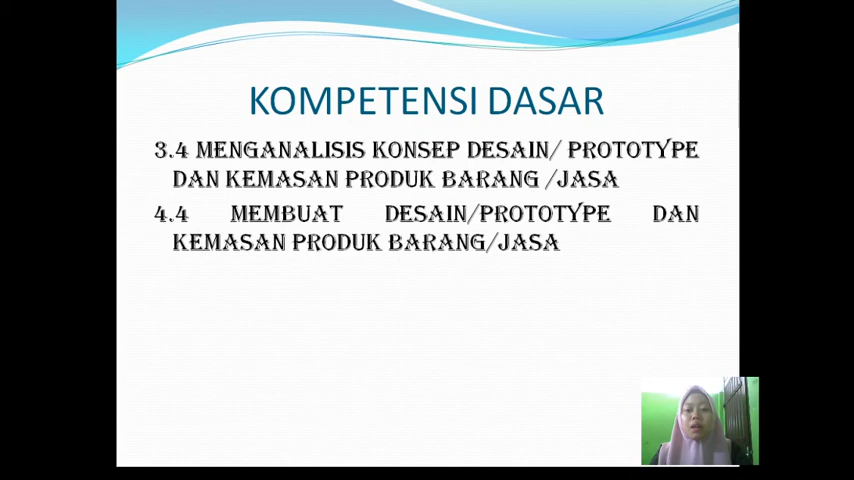 KOMPETENSI DASAR
3.4 MENGANALISIS KONSEP DESAIN/ PROTOTYPE
DAN KEMASAN PRODUK BARANG /JASA
4.4 MEMBUAT DESAIN/PROTOTYPE DAN
KEMASAN PRODUK BARANG/JASA